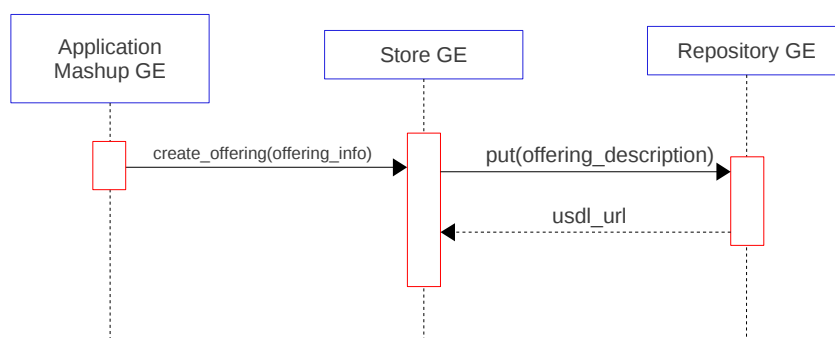 Application
Mashup GE
Store GE
Repository GE
create_offering(offering_info)
put(offering_description)
usdl_url